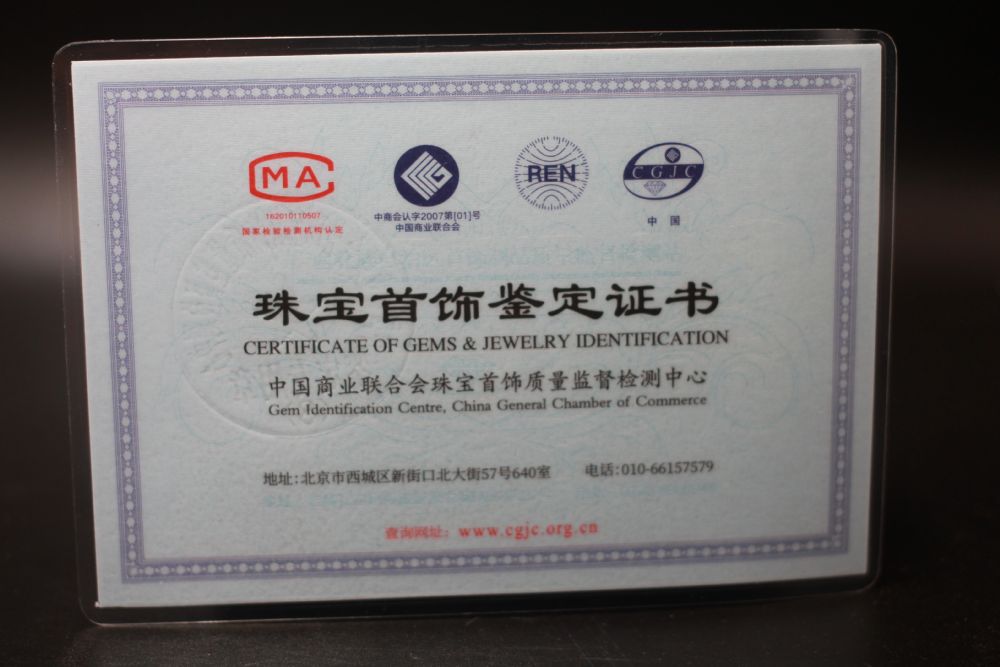 MA
162010110507
国家检验检测机构认定
中商会认字2007第[01]号
中国商业联合会
REN
CGJC
中国
珠宝首饰鉴定证书
CERTIFICATE OF GEMS & JEWELRY IDENTIFICATION
中国商业联合会珠宝首饰质量监督检测中心
Gem Identification Centre, China General Chamber of Commerce
地址:北京市西城区新街口北大街57号640室 电话:010-66157579
查询网址: www.cgjc.org.cn